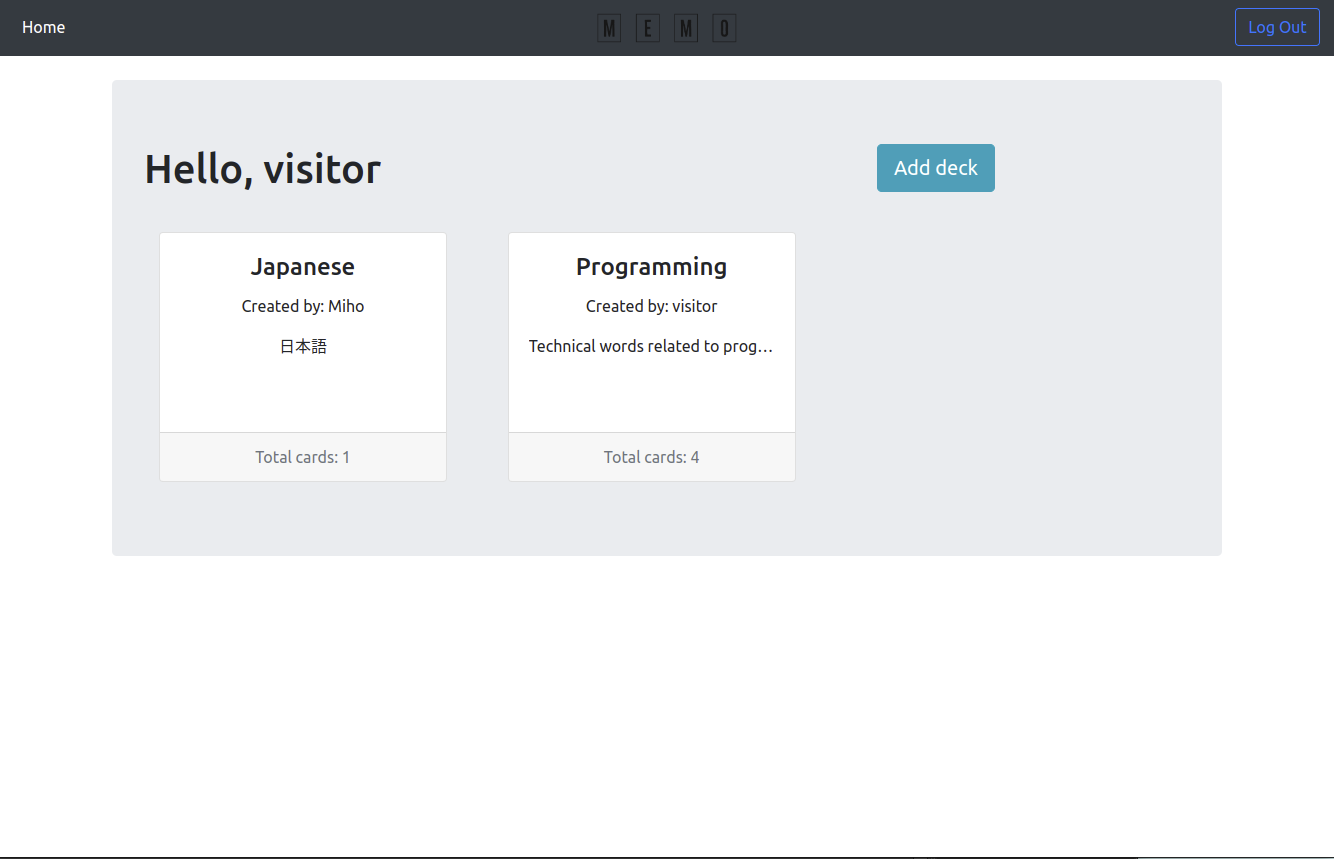 Home
MEMO
Log Out
Hello, visitor
Add deck
Japanese
Created by: Miho
日本語
Total cards: 1
Programming
Created by: visitor
Technical words related to prog...
Total cards: 4